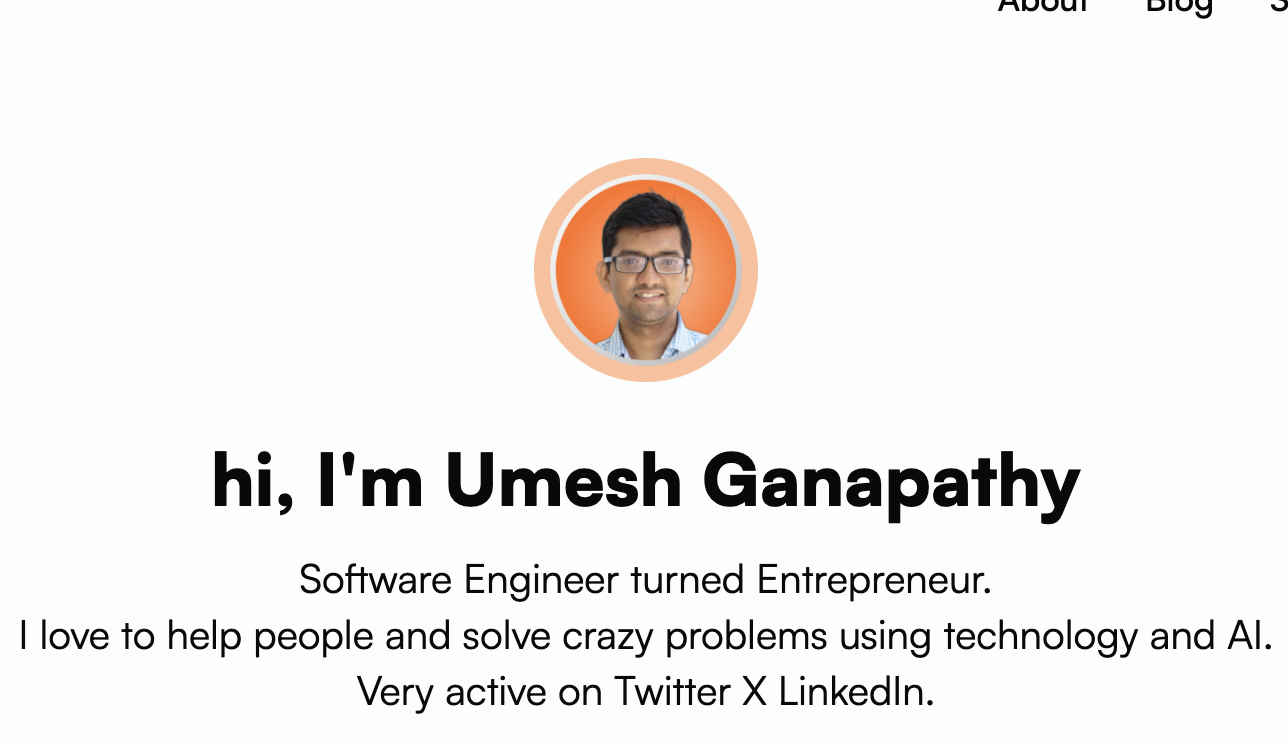 About Blog S
hi, I'm Umesh Ganapathy
Software Engineer turned Entrepreneur.
I love to help people and solve crazy problems using technology and AI.
Very active on Twitter X LinkedIn.